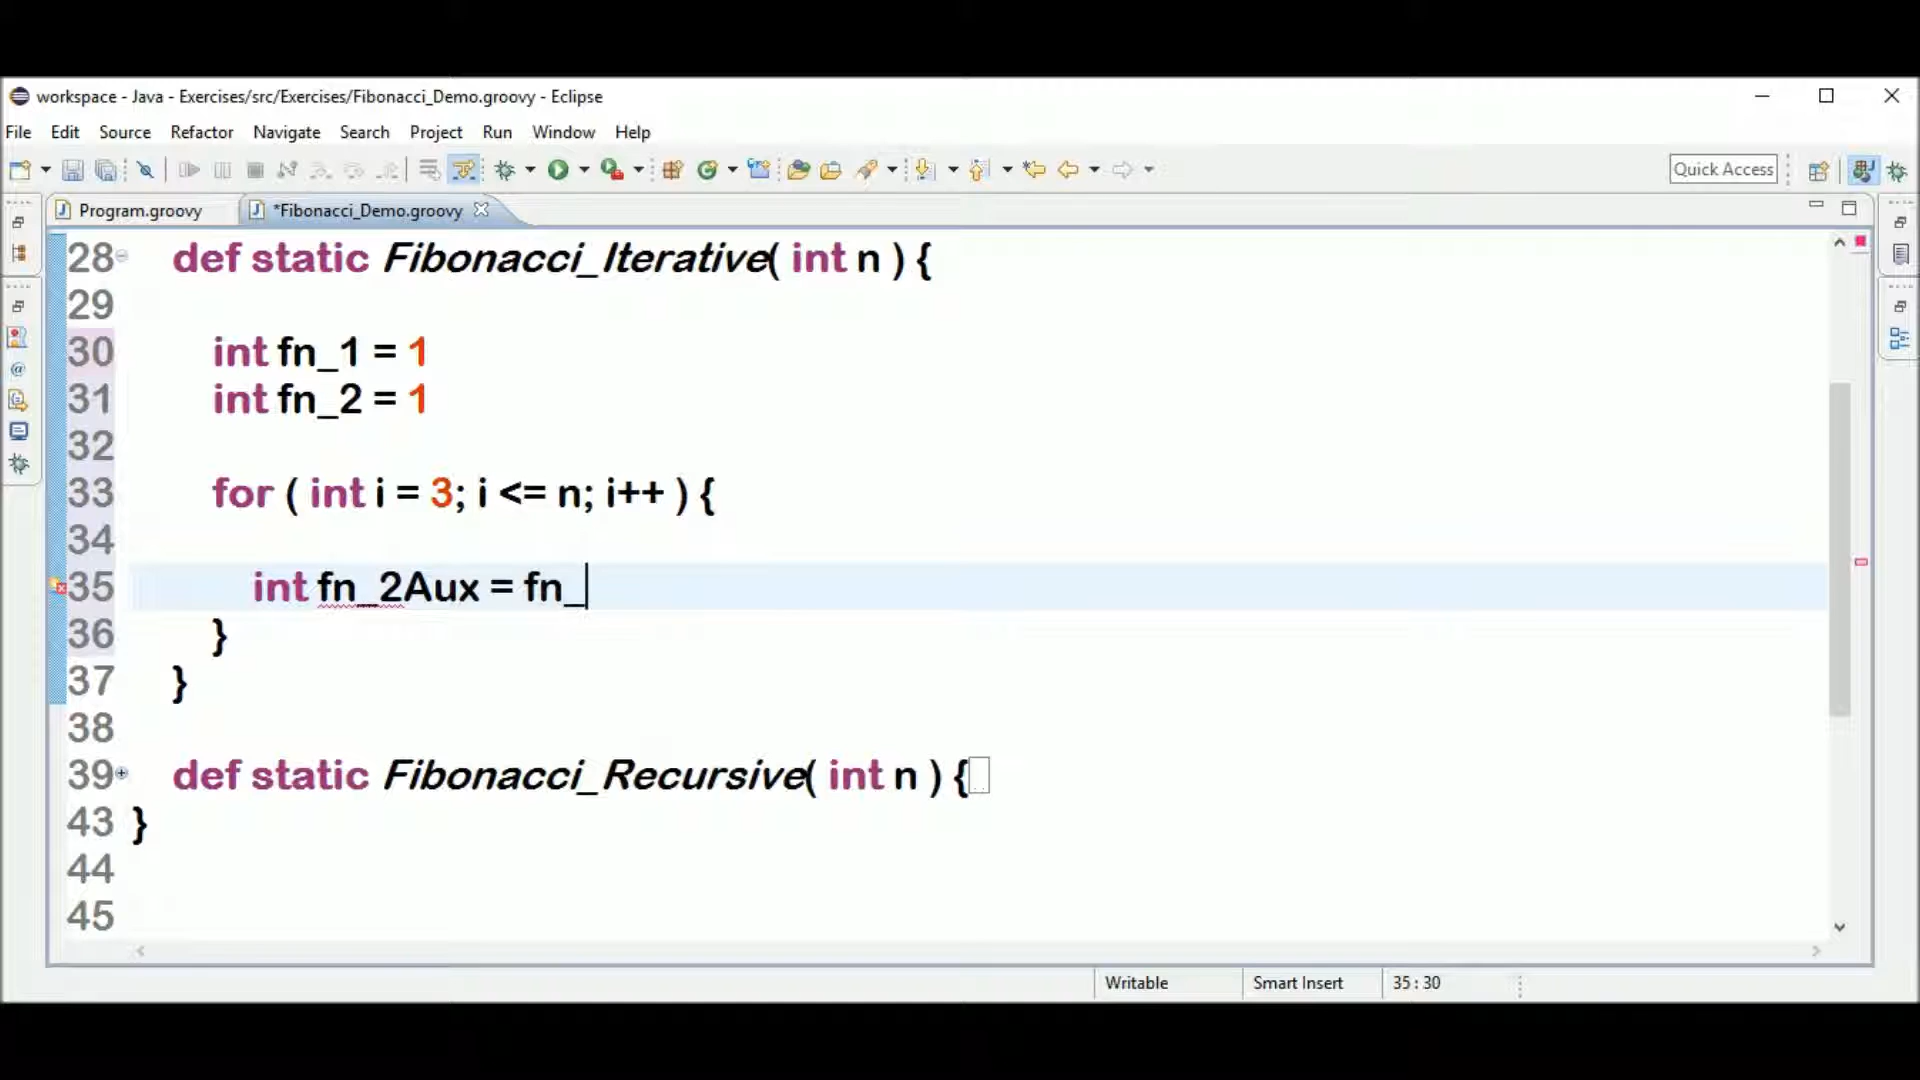 workspace - Java - Exercises/src/Exercises/Fibonacci_Demo.groovy - Eclipse
File Edit Source Refactor Navigate Search Project Run Window Help
Quick Access
Program.groovy *Fibonacci_Demo.groovy
28 def static Fibonacci_Iterative( int n ) {
29
30 int fn_1 = 1
31 int fn_2 = 1
32
33 for ( int i = 3; i <= n; i++ ) {
34
35 int fn_2Aux = fn_
36 }
37 }
38
39 def static Fibonacci_Recursive( int n ) {
43 }
44
45
Writable Smart Insert 35 : 30